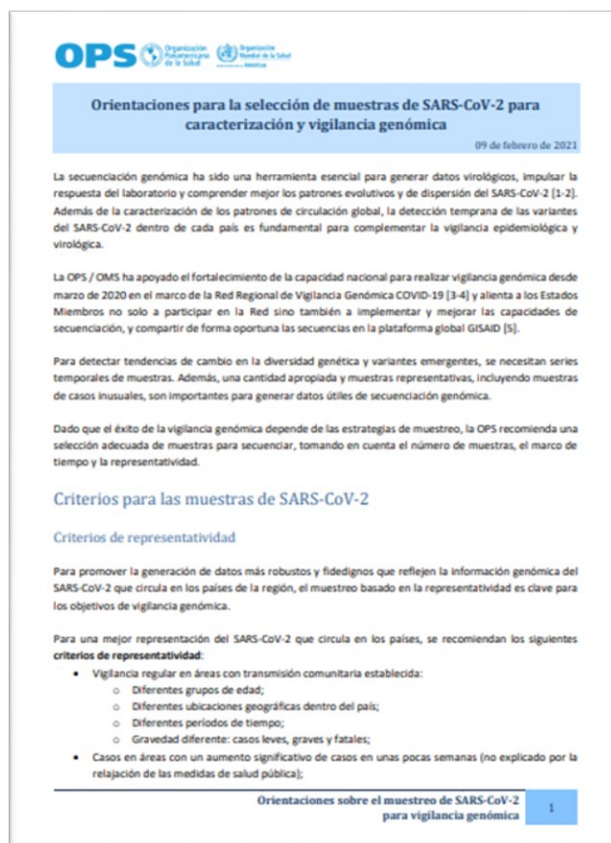 OPS
Organización
Panamericana
de la Salud
Organización
Mundial de la Salud
Orientaciones para la selección de muestras de SARS-CoV-2 para
caracterización y vigilancia genómica
09 de febrero de 2021
La secuenciación genómica ha sido una herramienta esencial para generar datos virológicos, impulsar la
respuesta del laboratorio y comprender mejor los patrones evolutivos y de dispersión del SARS-CoV-2 [1-2].
Además de la caracterización de los patrones de circulación global, la detección temprana de las variantes
del SARS-CoV-2 dentro de cada país es fundamental para complementar la vigilancia epidemiológica y
virológica.
La OPS / OMS ha apoyado el fortalecimiento de la capacidad nacional para realizar vigilancia genómica desde
marzo de 2020 en el marco de la Red Regional de Vigilancia Genómica COVID-19 [3-4] y alienta a los Estados
Miembros no solo a participar en la Red sino también a implementar y mejorar las capacidades de
secuenciación, y compartir de forma oportuna las secuencias en la plataforma global GISAID [5].
Para detectar tendencias de cambio en la diversidad genética y variantes emergentes, se necesitan series
temporales de muestras. Además, una cantidad apropiada y muestras representativas, incluyendo muestras
de casos inusuales, son importantes para generar datos útiles de secuenciación genómica.
Dado que el éxito de la vigilancia genómica depende de las estrategias de muestreo, la OPS recomienda una
selección adecuada de muestras para secuenciar, tomando en cuenta el número de muestras, el marco de
tiempo y la representatividad.
Criterios para las muestras de SARS-CoV-2
Criterios de representatividad
Para promover la generación de datos más robustos y fidedignos que reflejen la información genómica del
SARS-CoV-2 que circula en los países de la región, el muestreo basado en la representatividad es clave para
los objetivos de vigilancia genómica.
Para una mejor representación del SARS-CoV-2 que circula en los países, se recomiendan los siguientes
criterios de representatividad:
• Vigilancia regular en áreas con transmisión comunitaria establecida:
o Diferentes grupos de edad;
o Diferentes ubicaciones geográficas dentro del país;
o Diferentes períodos de tiempo;
o Gravedad diferente: casos leves, graves y fatales;
• Casos en áreas con un aumento significativo de casos en unas pocas semanas (no explicado por la
relajación de las medidas de salud pública);
Orientaciones sobre el muestreo de SARS-CoV-2
para vigilancia genómica
1